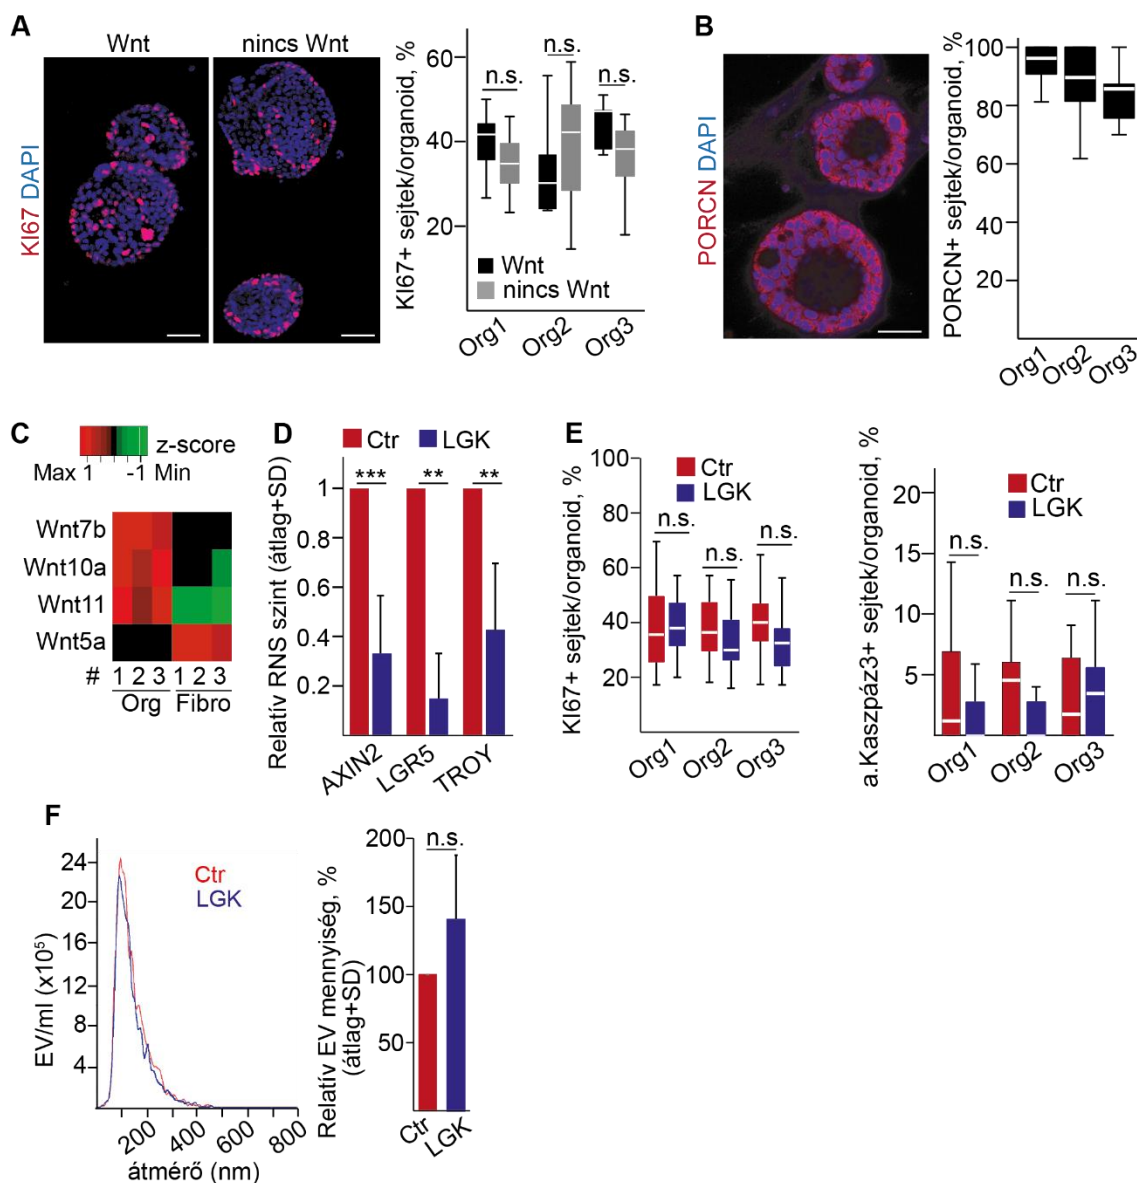 A
Wnt
nincs Wnt
KI67 DAPI
KI67+ sejtek/organoid, %
60
40
20
n.s.
n.s.
n.s.
Wnt
nincs Wnt
Org1
Org2
Org3
B
PORCN DAPI
PORCN+ sejtek/organoid, %
100
80
60
40
20
Org1
Org2
Org3
C
z-score
Max 1 -1 Min
Wnt7b
Wnt10a
Wnt11
Wnt5a
# 1 2 3 1 2 3
Org Fibro
D
Ctr LGK
Relatív RNS szint (átlag+SD)
1
0.8
0.6
0.4
0.2
*** ** **
AXIN2
LGR5
TROY
E
KI67+ sejtek/organoid, %
100
80
60
40
20
Ctr
LGK
n.s.
n.s.
n.s.
Org1
Org2
Org3
a.Kaszpáz3+ sejtek/organoid, %
20
15
10
5
Ctr
LGK
n.s.
n.s.
n.s.
Org1
Org2
Org3
F
EV/ml (x10⁵)
24
20
16
12
8
4
Ctr
LGK
200
400
600
800
átmérő (nm)
Relatív EV mennyiség, %
(átlag+SD)
200
150
100
50
n.s.
Ctr
LGK